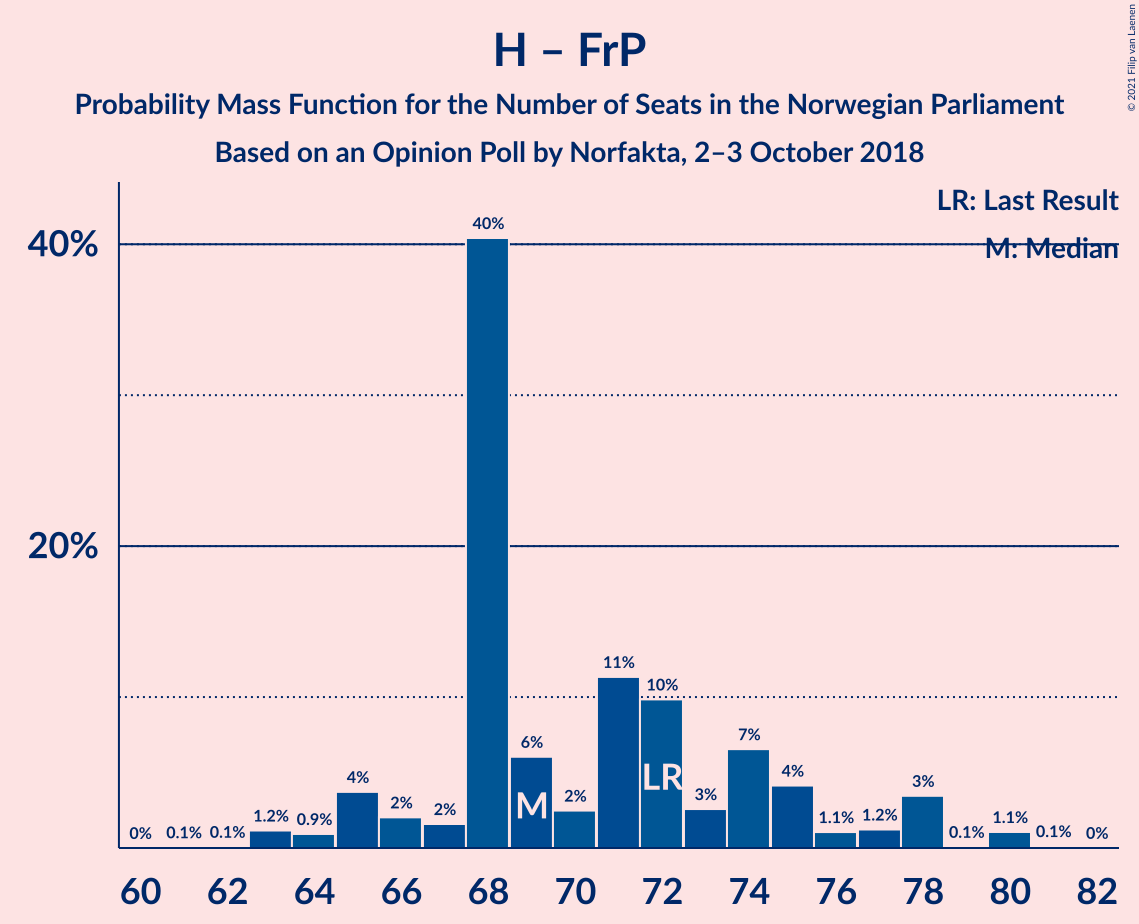 H – FrP
Probability Mass Function for the Number of Seats in the Norwegian Parliament
Based on an Opinion Poll by Norfakta, 2–3 October 2018
© 2021 Filip van Laenen
LR: Last Result
M: Median
40%
20%
0% 0.1% 0.1% 1.2% 0.9% 4% 2% 2% 40% 6% 2% 11% 10% 3% 7% 4% 1.1% 1.2% 3% 0.1% 1.1% 0.1% 0%
M LR
60 62 64 66 68 70 72 74 76 78 80 82